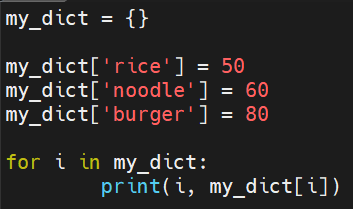 my_dict = {}

my_dict['rice'] = 50
my_dict['noodle'] = 60
my_dict['burger'] = 80

for i in my_dict:
        print(i, my_dict[i])